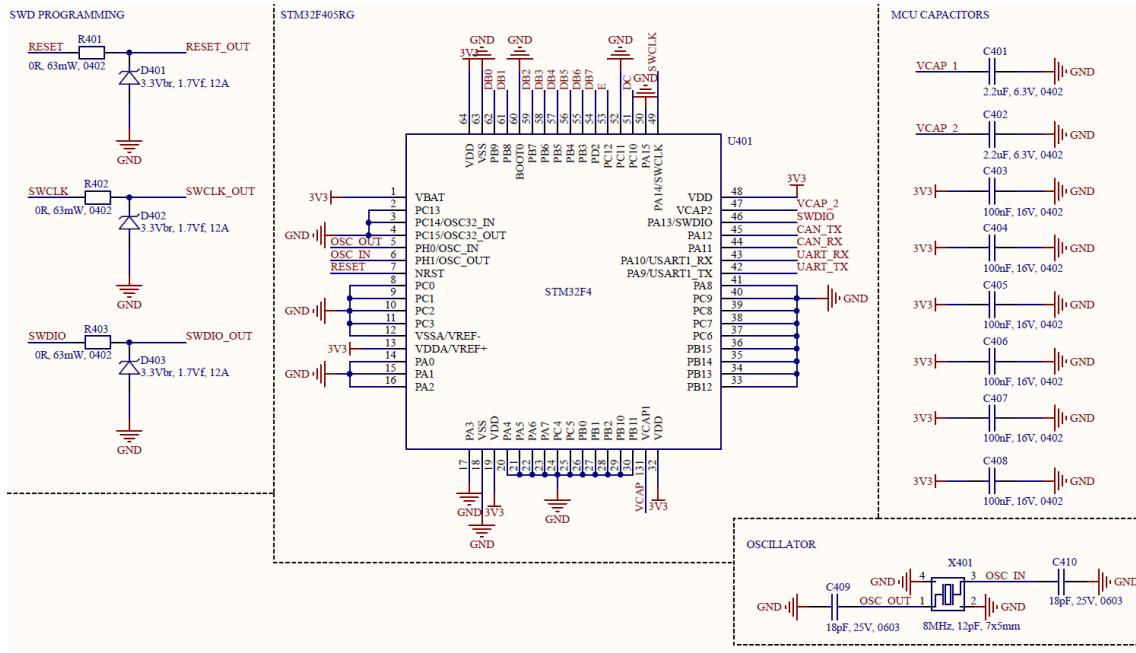 SWD PROGRAMMING
RESET
R401
RESET_OUT
0R, 63mW, 0402
D401
3.3Vbr, 1.7Vf, 12A
GND
SWCLK
R402
SWCLK_OUT
0R, 63mW, 0402
D402
3.3Vbr, 1.7Vf, 12A
GND
SWDIO
R403
SWDIO_OUT
0R, 63mW, 0402
D403
3.3Vbr, 1.7Vf, 12A
GND
STM32F405RG
3V3
GND
DB0
DB1
GND
DB2
DB3
DB4
DB5
DB6
DB7
E
GND
DC
GND
SWCLK
64 63 62 61 60 59 58 57 56 55 54 53 52 51 50 49
VDD
VSS
PB9
PB8
BOOT0
PB7
PB6
PB5
PB4
PB3
PD2
PC12
PC11
PC10
PA15
PA14/SWCLK
U401
STM32F4
3V3 1 VBAT
2 PC13
3 PC14/OSC32_IN
GND 4 PC15/OSC32_OUT
OSC_OUT 5 PH0/OSC_IN
OSC_IN 6 PH1/OSC_OUT
RESET 7 NRST
8 PC0
9 PC1
GND 10 PC2
11 PC3
12 VSSA/VREF-
3V3 13 VDDA/VREF+
14 PA0
GND 15 PA1
16 PA2
3V3
VDD 48
VCAP2 47 VCAP_2
PA13/SWDIO 46 SWDIO
PA12 45 CAN_TX
PA11 44 CAN_RX
PA10/USART1_RX 43 UART_RX
PA9/USART1_TX 42 UART_TX
PA8 41
PC9 40 GND
PC8 39
PC7 38
PC6 37
PB15 36
PB14 35
PB13 34
PB12 33
PA3
VSS
VDD
PA4
PA5
PA6
PA7
PC4
PC5
PB0
PB1
PB2
PB10
PB11
VCAP1
VDD
17 18 19 20 21 22 23 24 25 26 27 28 29 30 31 32
GND
GND
3V3
GND
VCAP_1
3V3
MCU CAPACITORS
C401
VCAP_1
GND
2.2uF, 6.3V, 0402
C402
VCAP_2
GND
2.2uF, 6.3V, 0402
C403
3V3
GND
100nF, 16V, 0402
C404
3V3
GND
100nF, 16V, 0402
C405
3V3
GND
100nF, 16V, 0402
C406
3V3
GND
100nF, 16V, 0402
C407
3V3
GND
100nF, 16V, 0402
C408
3V3
GND
100nF, 16V, 0402
OSCILLATOR
X401
C410
GND 4
3 OSC_IN
GND
C409
18pF, 25V, 0603
GND
OSC_OUT 1
2 GND
18pF, 25V, 0603
8MHz, 12pF, 7x5mm